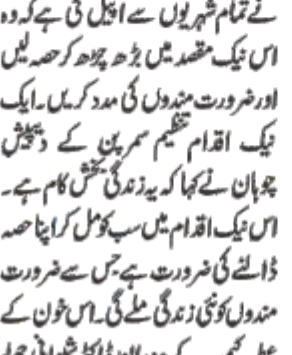 نے تمام شہریوں سے اپیل کی ہے کہ وہ
اس نیک مقصد میں بڑھ چڑھ کر حصہ لیں
اور ضرورت مندوں کی مدد کریں۔ ایک
نیک اقدام تنظیم سمرین کے دیپیش
چوہان نے کہا کہ یہ زندگی بخش کام ہے۔
اس نیک اقدام میں سب کو مل کر اپنا حصہ
ڈالنے کی ضرورت ہے جس سے ضرورت
مندوں کو نئی زندگی ملے گی۔ اس خون کے